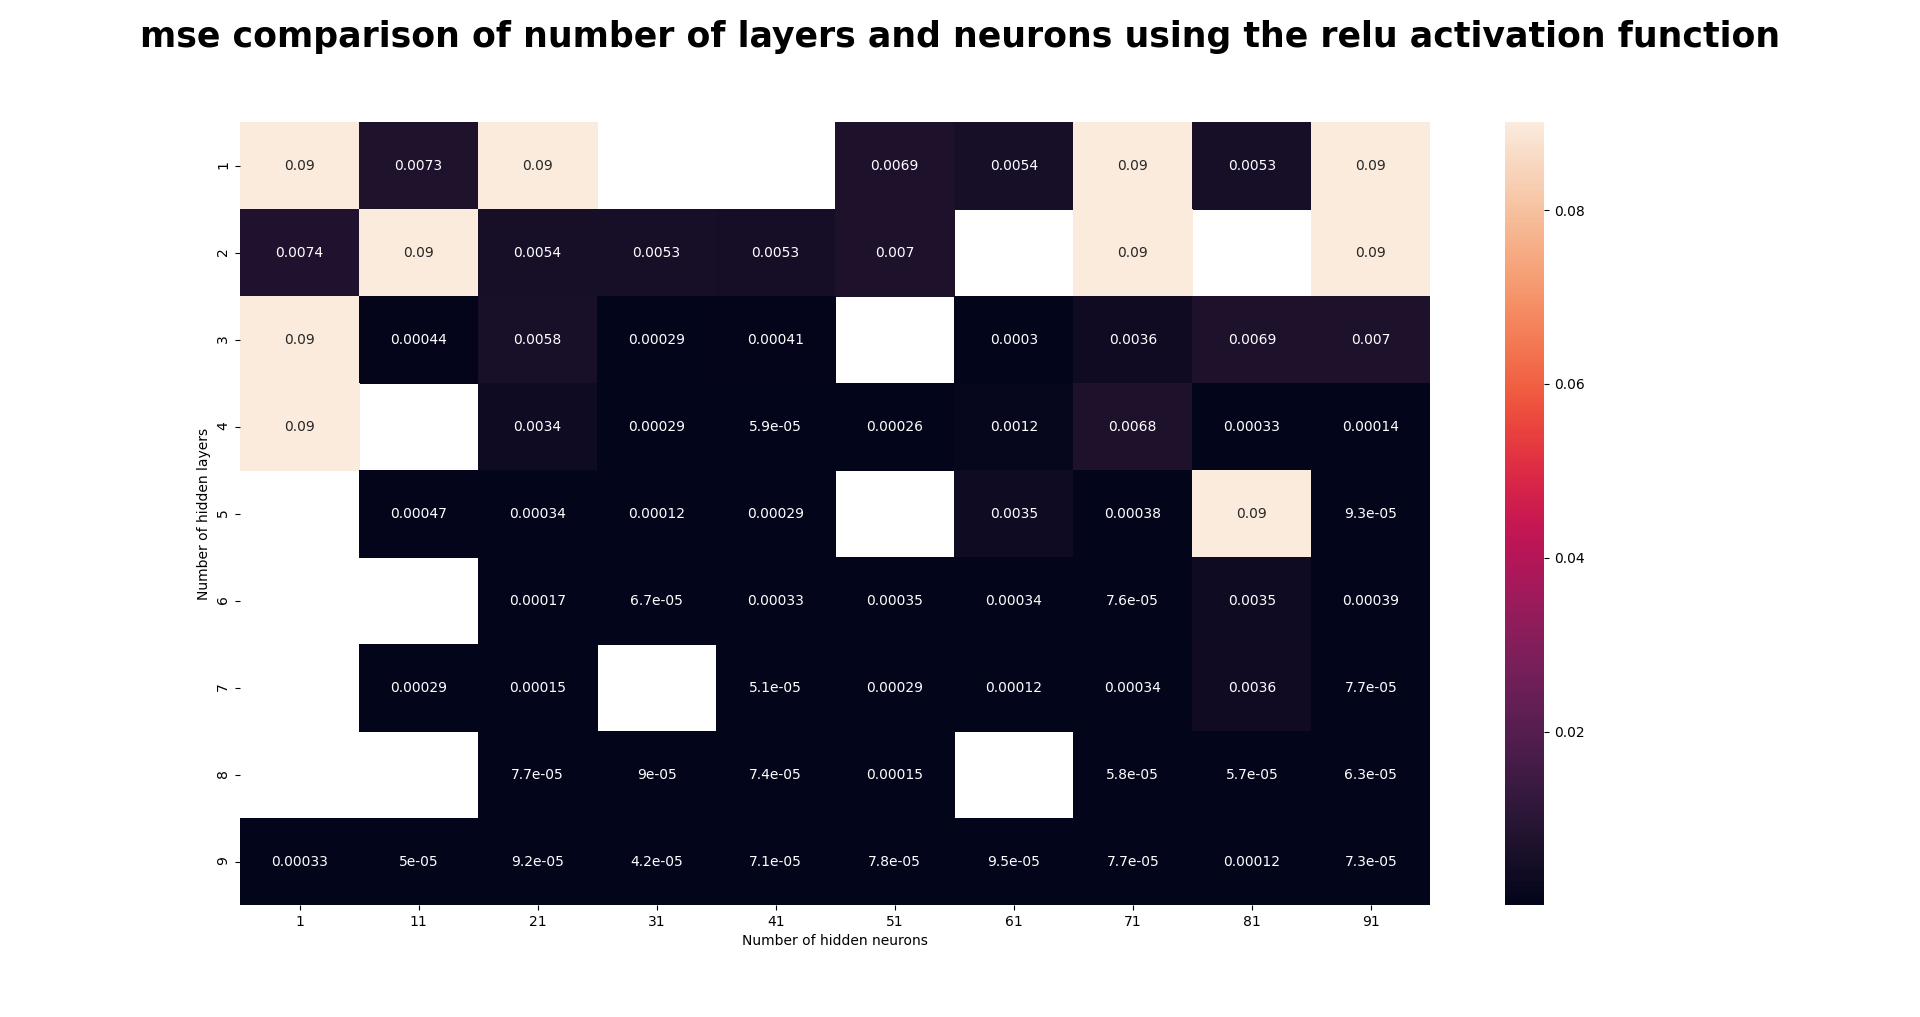 mse comparison of number of layers and neurons using the relu activation function
1 0.09 0.0073 0.09 0.0069 0.0054 0.09 0.0053 0.09
2 0.0074 0.09 0.0054 0.0053 0.0053 0.007 0.09 0.09
3 0.09 0.00044 0.0058 0.00029 0.00041 0.0003 0.0036 0.0069 0.007
4 0.09 0.0034 0.00029 5.9e-05 0.00026 0.0012 0.0068 0.00033 0.00014
5 0.00047 0.00034 0.00012 0.00029 0.0035 0.00038 0.09 9.3e-05
6 0.00017 6.7e-05 0.00033 0.00035 0.00034 7.6e-05 0.0035 0.00039
7 0.00029 0.00015 5.1e-05 0.00029 0.00012 0.00034 0.0036 7.7e-05
8 7.7e-05 9e-05 7.4e-05 0.00015 5.8e-05 5.7e-05 6.3e-05
9 0.00033 5e-05 9.2e-05 4.2e-05 7.1e-05 7.8e-05 9.5e-05 7.7e-05 0.00012 7.3e-05
1 11 21 31 41 51 61 71 81 91
Number of hidden neurons
Number of hidden layers
0.08
0.06
0.04
0.02